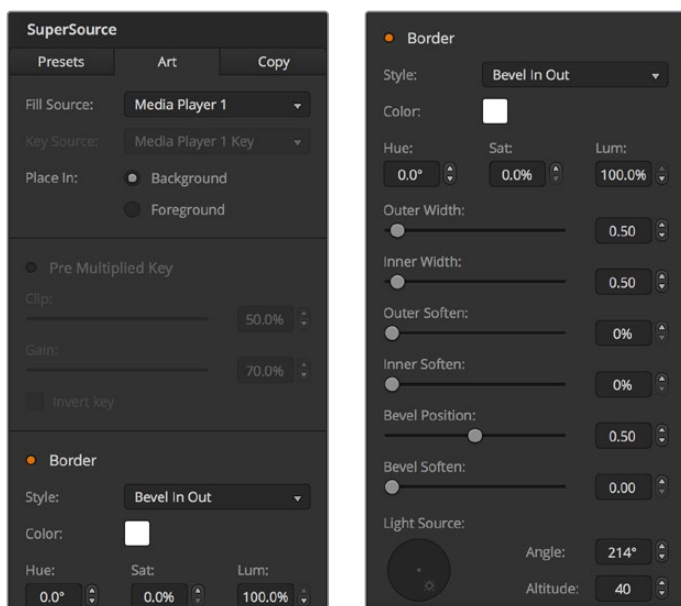 SuperSource
Presets Art Copy
Fill Source: Media Player 1
Key Source: Media Player 1 Key
Place In: Background
Foreground
Pre Multiplied Key
Clip:
50.0%
Gain:
70.0%
Invert key
Border
Style: Bevel In Out
Color:
Hue: Sat: Lum:
0.0° 0.0% 100.0%
Border
Style: Bevel In Out
Color:
Hue: Sat: Lum:
0.0° 0.0% 100.0%
Outer Width:
0.50
Inner Width:
0.50
Outer Soften:
0%
Inner Soften:
0%
Bevel Position:
0.50
Bevel Soften:
0.00
Light Source:
Angle: 214°
Altitude: 40